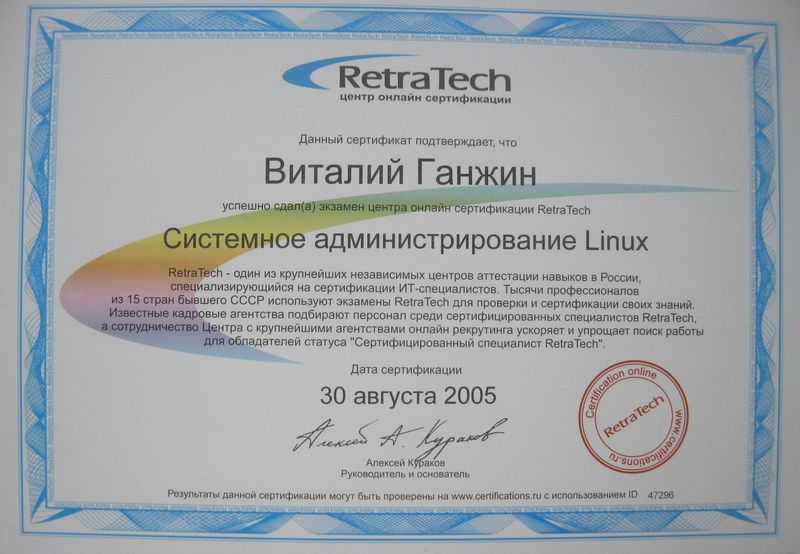 RetraTech
центр онлайн сертификации
Данный сертификат подтверждает, что
Виталий Ганжин
успешно сдал(а) экзамен центра онлайн сертификации RetraTech
Системное администрирование Linux
RetraTech - один из крупнейших независимых центров аттестации навыков в России,
специализирующийся на сертификации ИТ-специалистов. Тысячи профессионалов
из 15 стран бывшего СССР используют экзамены RetraTech для проверки и сертификации своих знаний.
Известные кадровые агентства подбирают персонал среди сертифицированных специалистов RetraTech,
а сотрудничество Центра с крупнейшими агентствами онлайн рекрутинга ускоряет и упрощает поиск работы
для обладателей статуса "Сертифицированный специалист RetraTech".
Дата сертификации
30 августа 2005
Алексей А. Кураков
Алексей Кураков
Руководитель и основатель
Certification online
RetraTech
www.certifications.ru
Результаты данной сертификации могут быть проверены на www.certifications.ru с использованием ID 47296